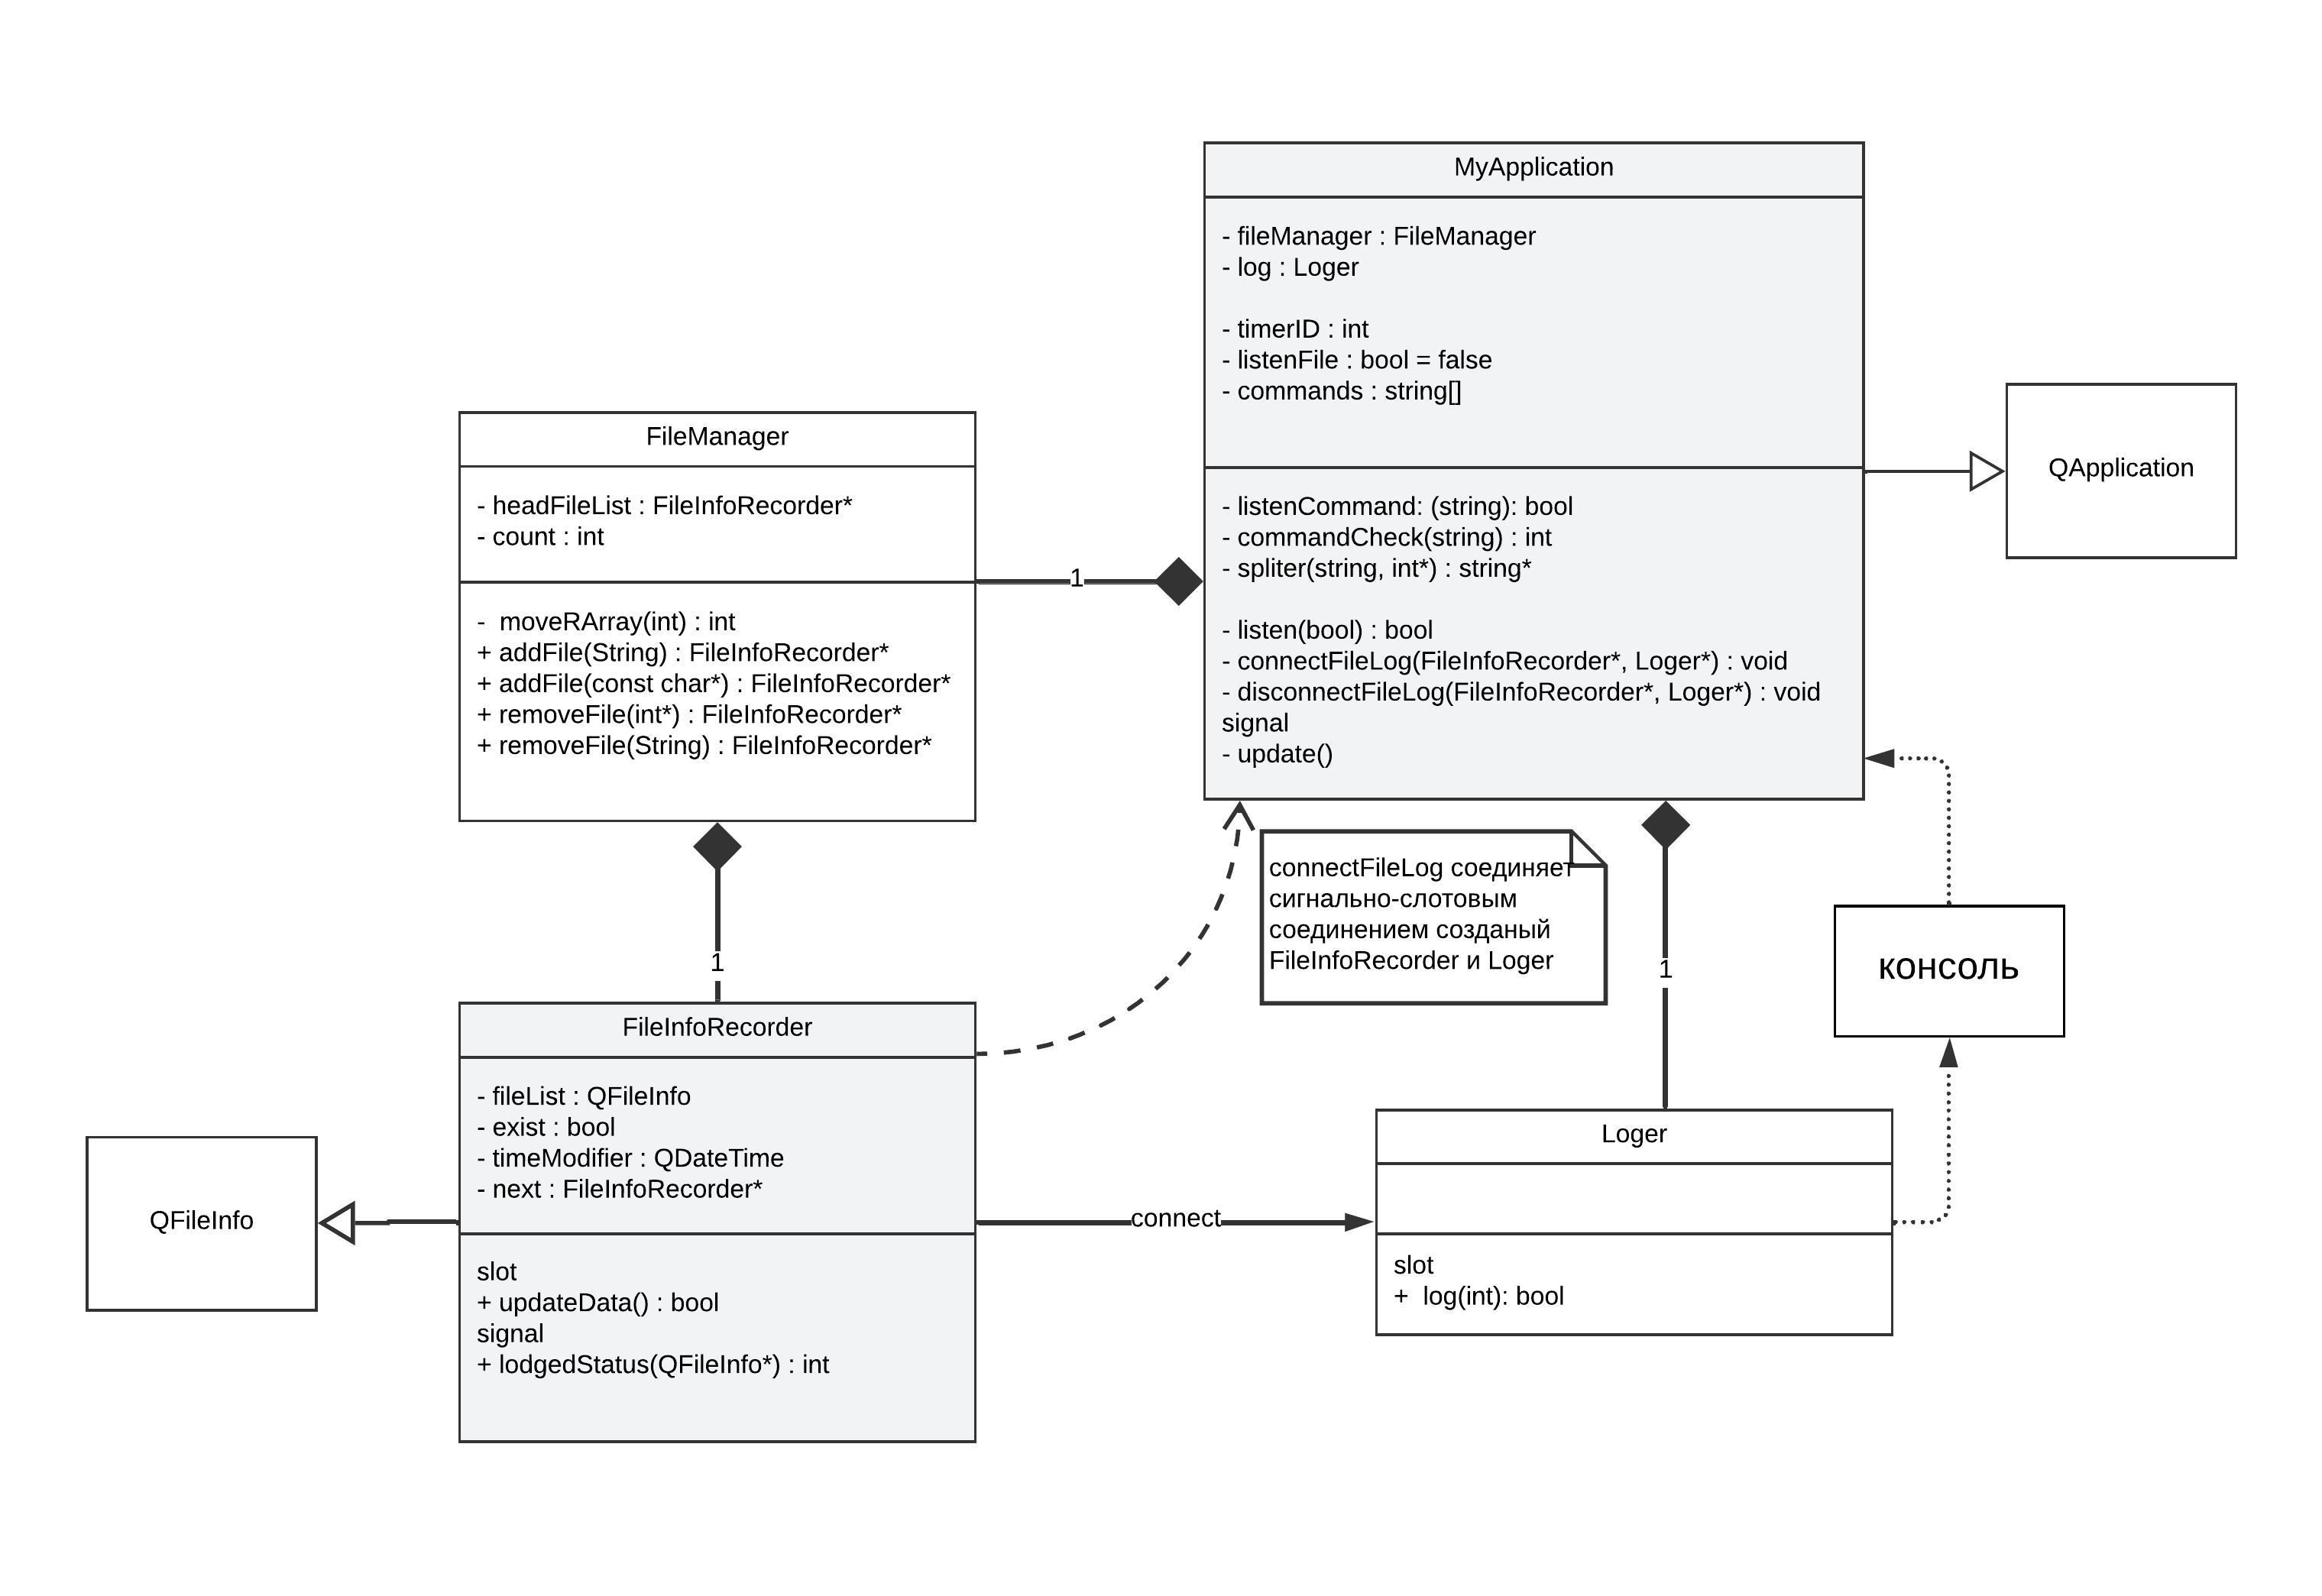 MyApplication
- fileManager : FileManager
- log : Loger
- timerID : int
- listenFile : bool = false
- commands : string[]
- listenCommand: (string): bool
- commandCheck(string) : int
- spliter(string, int*) : string*
- listen(bool) : bool
- connectFileLog(FileInfoRecorder*, Loger*) : void
- disconnectFileLog(FileInfoRecorder*, Loger*) : void
signal
- update()
QApplication
FileManager
- headFileList : FileInfoRecorder*
- count : int
-  moveRArray(int) : int
+ addFile(String) : FileInfoRecorder*
+ addFile(const char*) : FileInfoRecorder*
+ removeFile(int*) : FileInfoRecorder*
+ removeFile(String) : FileInfoRecorder*
1
connectFileLog соединяет
сигнально-слотовым
соединением созданый
FileInfoRecorder и Loger
1
1
консоль
FileInfoRecorder
- fileList : QFileInfo
- exist : bool
- timeModifier : QDateTime
- next : FileInfoRecorder*
slot
+ updateData() : bool
signal
+ lodgedStatus(QFileInfo*) : int
QFileInfo
connect
Loger
slot
+  log(int): bool